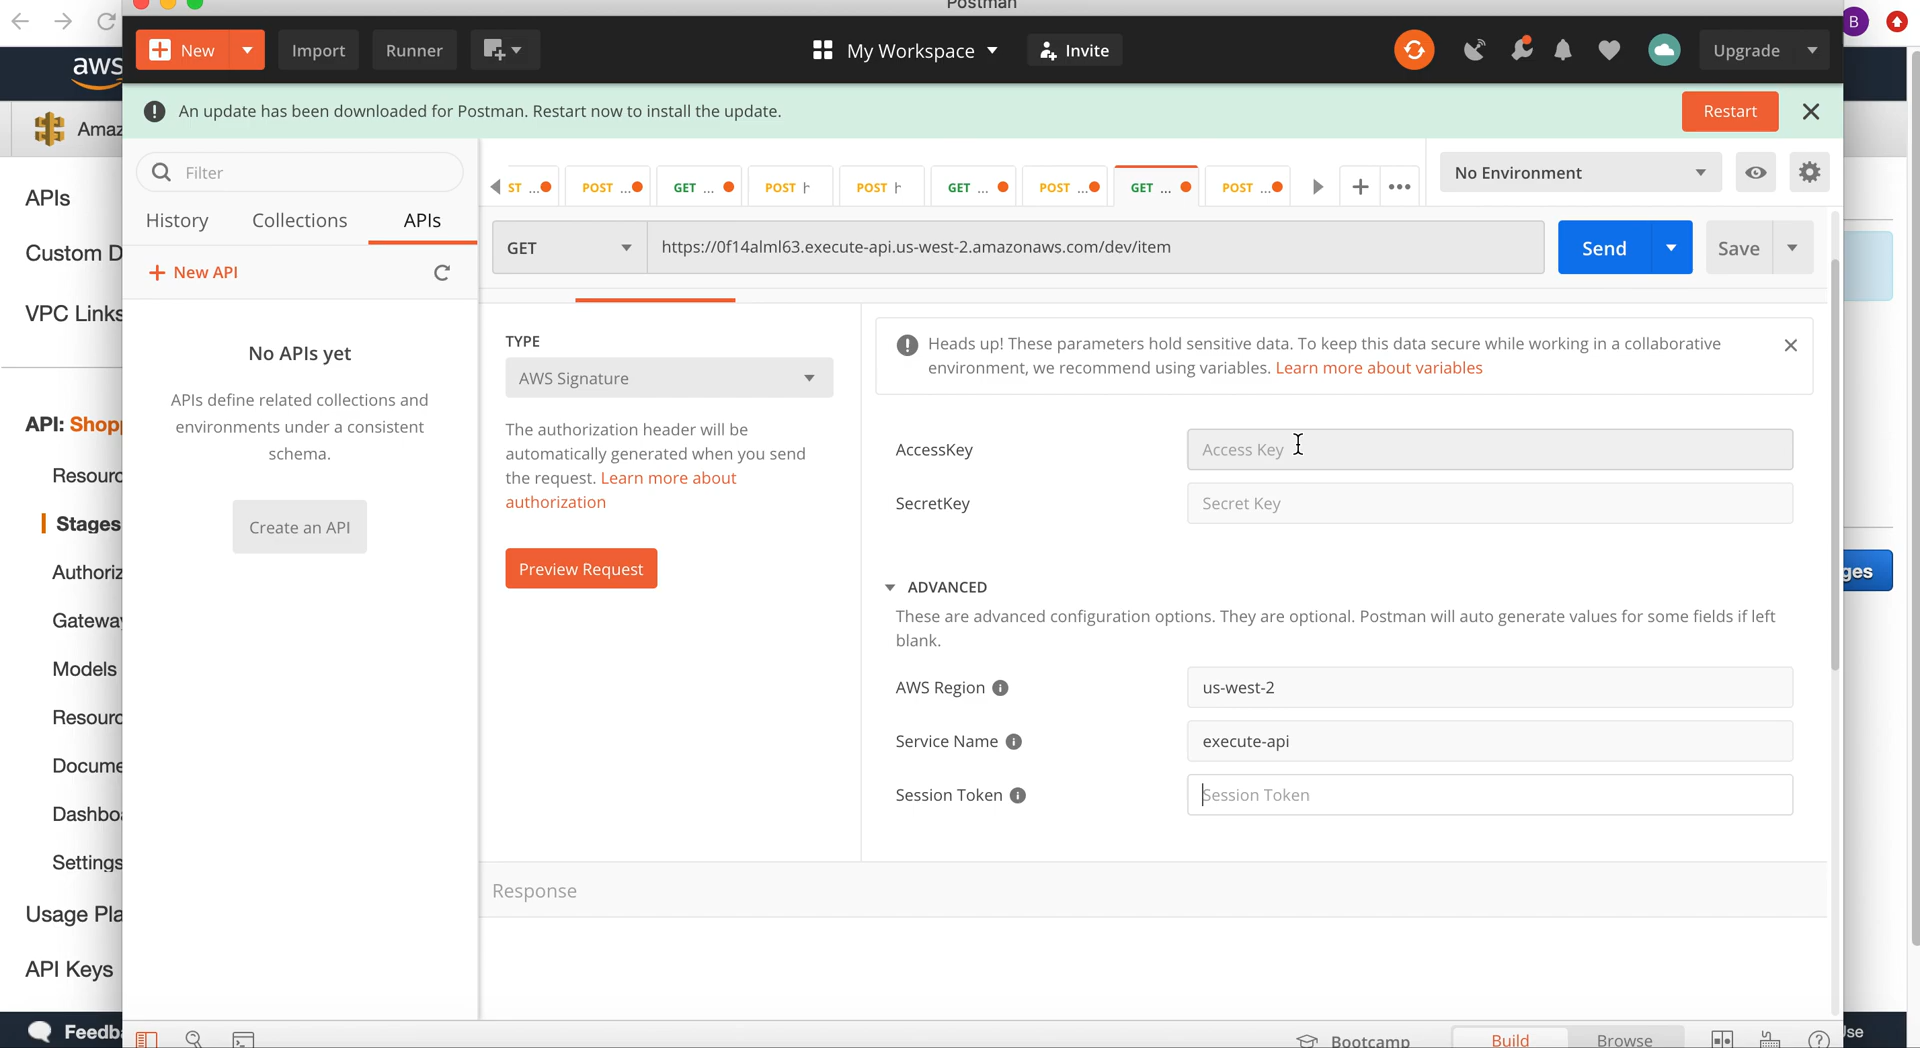 Postman
New
Import
Runner
My Workspace
Invite
Upgrade
B
aws
An update has been downloaded for Postman. Restart now to install the update.
Restart
Amaz
APIs
Custom D
VPC Links
API: Shopp
Resourc
Stages
Authoriz
Gateway
Models
Resourc
Docume
Dashbo
Settings
Usage Pla
API Keys
Feedba
Filter
History
Collections
APIs
New API
No APIs yet
APIs define related collections and
environments under a consistent
schema.
Create an API
ST ...
POST ...
GET ...
POST
POST
GET ...
POST ...
GET ...
POST ...
No Environment
GET
https://0f14alml63.execute-api.us-west-2.amazonaws.com/dev/item
Send
Save
TYPE
AWS Signature
The authorization header will be
automatically generated when you send
the request. Learn more about
authorization
Preview Request
Heads up! These parameters hold sensitive data. To keep this data secure while working in a collaborative
environment, we recommend using variables. Learn more about variables
AccessKey
Access Key
SecretKey
Secret Key
ADVANCED
These are advanced configuration options. They are optional. Postman will auto generate values for some fields if left
blank.
AWS Region
us-west-2
Service Name
execute-api
Session Token
Session Token
Response
Bootcamp
Build
Browse
ges
Use